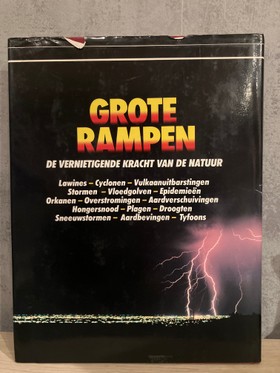 GROTE
RAMPEN
DE VERNIETIGENDE KRACHT VAN DE NATUUR
Lawines – Cyclonen – Vulkaanuitbarstingen
Stormen – Vloedgolven – Epidemieën
Orkanen – Overstromingen – Aardverschuivingen
Hongersnood – Plagen – Droogten
Sneeuwstormen – Aardbevingen – Tyfoons